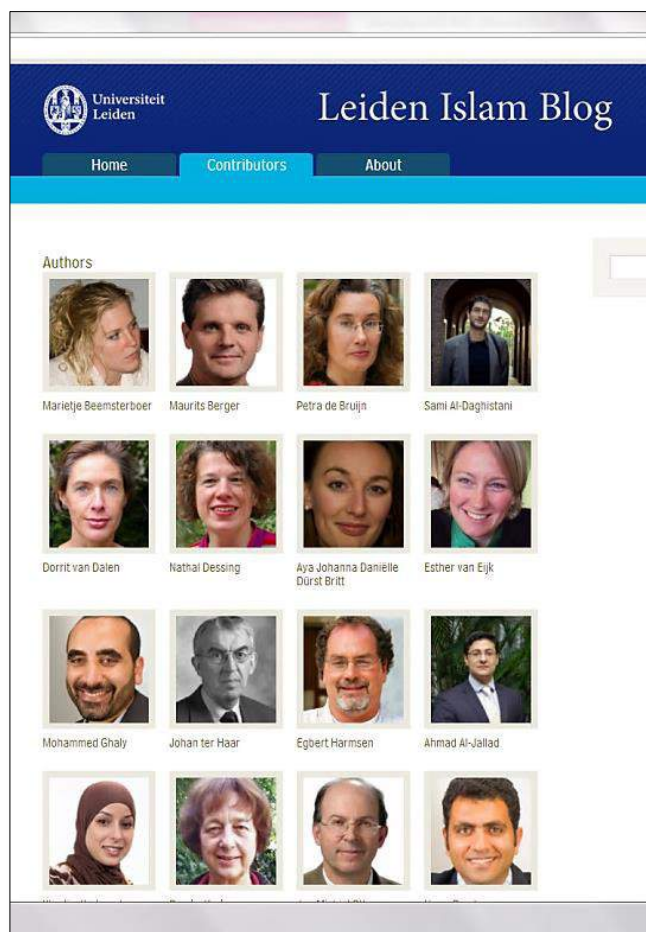 Universiteit
Leiden
Leiden Islam Blog
Home Contributors About
Authors
Marietje Beemsterboer Maurits Berger Petra de Bruijn Sami Al-Daghistani
Dorrit van Dalen Nathal Dessing Aya Johanna Daniëlle Esther van Eijk
Dürst Britt
Mohammed Ghaly Johan ter Haar Egbert Harmsen Ahmad Al-Jallad